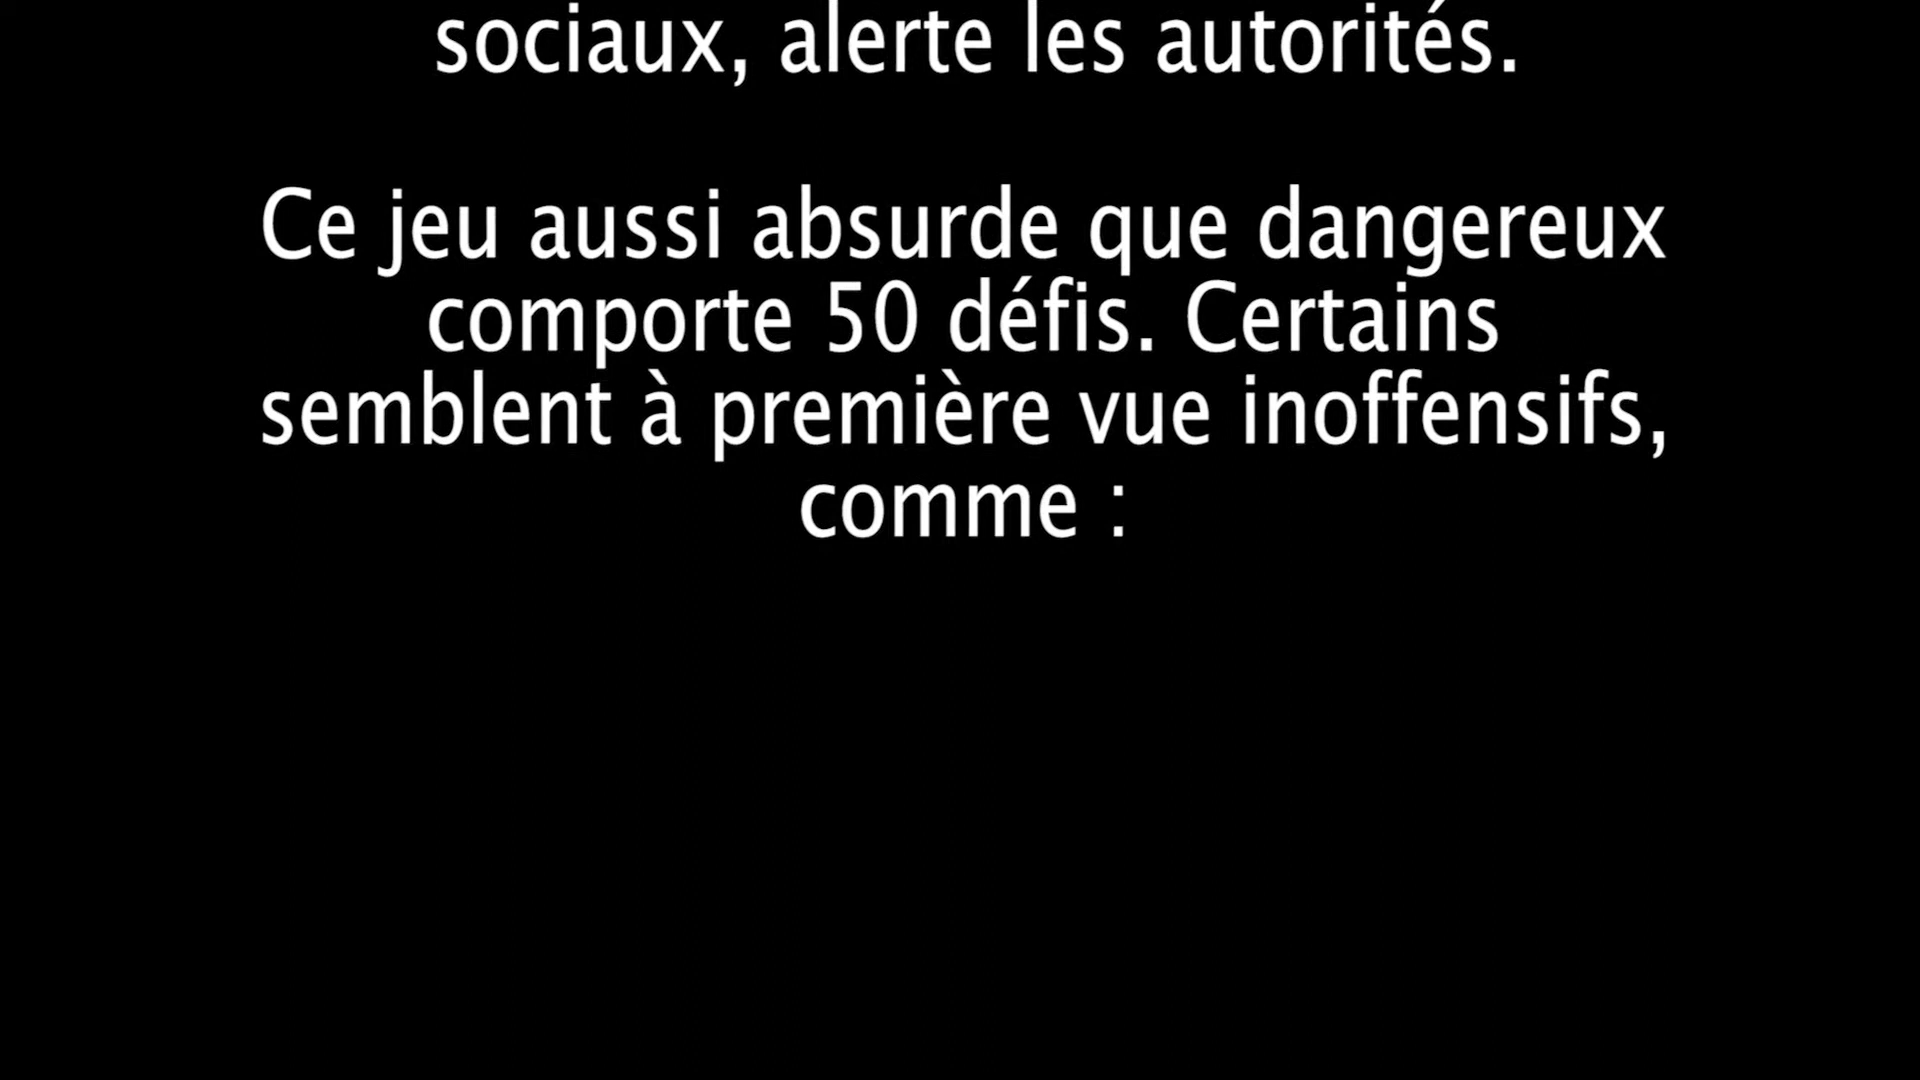 sociaux, alerte les autorités.
Ce jeu aussi absurde que dangereux
comporte 50 défis. Certains
semblent à première vue inoffensifs,
comme :